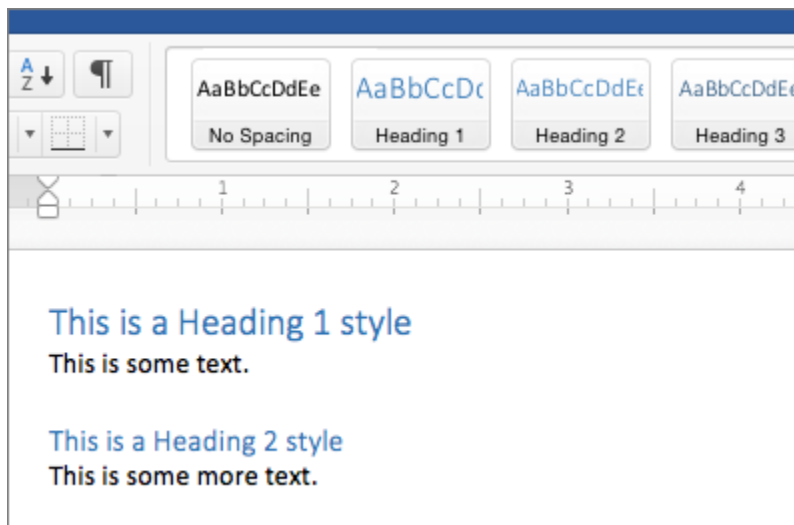 A
Z
¶
AaBbCcDdEe
AaBbCcDc
AaBbCcDdEe
AaBbCcDdEe
No Spacing
Heading 1
Heading 2
Heading 3
1
2
3
4
This is a Heading 1 style
This is some text.
This is a Heading 2 style
This is some more text.